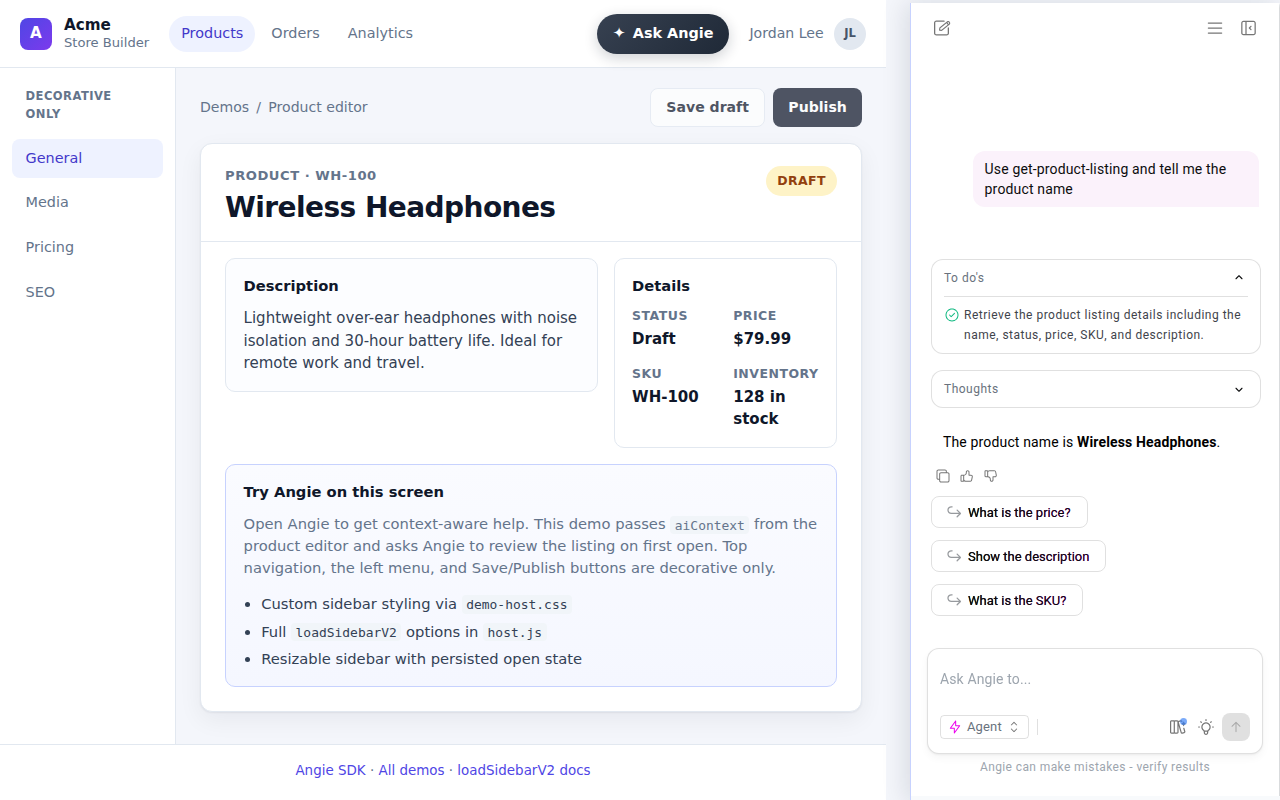 A
Acme
Store Builder
Products
Orders
Analytics
✦ Ask Angie
Jordan Lee
JL
DECORATIVE
ONLY
General
Media
Pricing
SEO
Demos / Product editor
Save draft
Publish
PRODUCT · WH-100
Wireless Headphones
DRAFT
Description
Lightweight over-ear headphones with noise
isolation and 30-hour battery life. Ideal for
remote work and travel.
Details
STATUS
Draft
PRICE
$79.99
SKU
WH-100
INVENTORY
128 in
stock
Try Angie on this screen
Open Angie to get context-aware help. This demo passes aiContext from the
product editor and asks Angie to review the listing on first open. Top
navigation, the left menu, and Save/Publish buttons are decorative only.
• Custom sidebar styling via demo-host.css
• Full loadSidebarV2 options in host.js
• Resizable sidebar with persisted open state
Angie SDK · All demos · loadSidebarV2 docs
Use get-product-listing and tell me the
product name
To do's
Retrieve the product listing details including the
name, status, price, SKU, and description.
Thoughts
The product name is Wireless Headphones.
What is the price?
Show the description
What is the SKU?
Ask Angie to...
Agent
Angie can make mistakes - verify results